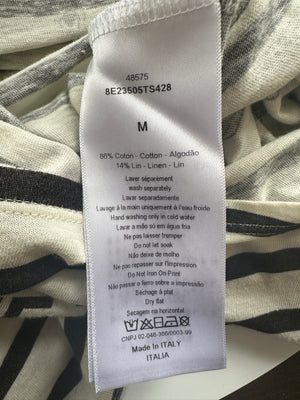 48575
8E23505TS428
M
86% Coton - Cotton - Algodão
14% Lin - Linen - Lin
Laver séparément
wash separately
Lavar separadamente
Lavage à la main uniquement à l'eau froide
Hand washing only in cold water
Lavar a mão só em água fria
Ne pas laisser tremper
Do not let soak
Não deixe de molho
Ne pas repasser sur l'impression
Do Not Iron On Print
Não passar a ferro sobre a impressão
Séchage à plat
Dry flat
Secagem na horizontal
CNPJ 02-046-366/0003-99
Made In ITALY
ITALIA